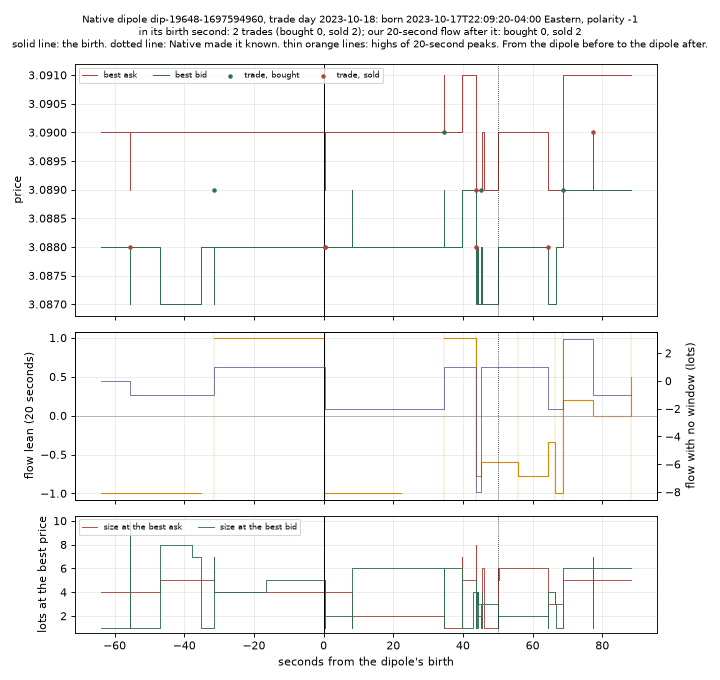 Native dipole dip-19648-1697594960, trade day 2023-10-18: born 2023-10-17T22:09:20-04:00 Eastern, polarity -1
in its birth second: 2 trades (bought 0, sold 2); our 20-second flow after it: bought 0, sold 2
solid line: the birth. dotted line: Native made it known. thin orange lines: highs of 20-second peaks. From the dipole before to the dipole after.
best ask best bid trade, bought trade, sold
3.0910
3.0905
3.0900
3.0895
3.0890
3.0885
3.0880
3.0875
3.0870
price
1.0
0.5
0.0
−0.5
−1.0
flow lean (20 seconds)
2
0
−2
−4
−6
−8
flow with no window (lots)
size at the best ask size at the best bid
10
8
6
4
2
lots at the best price
−60 −40 −20 0 20 40 60 80
seconds from the dipole's birth